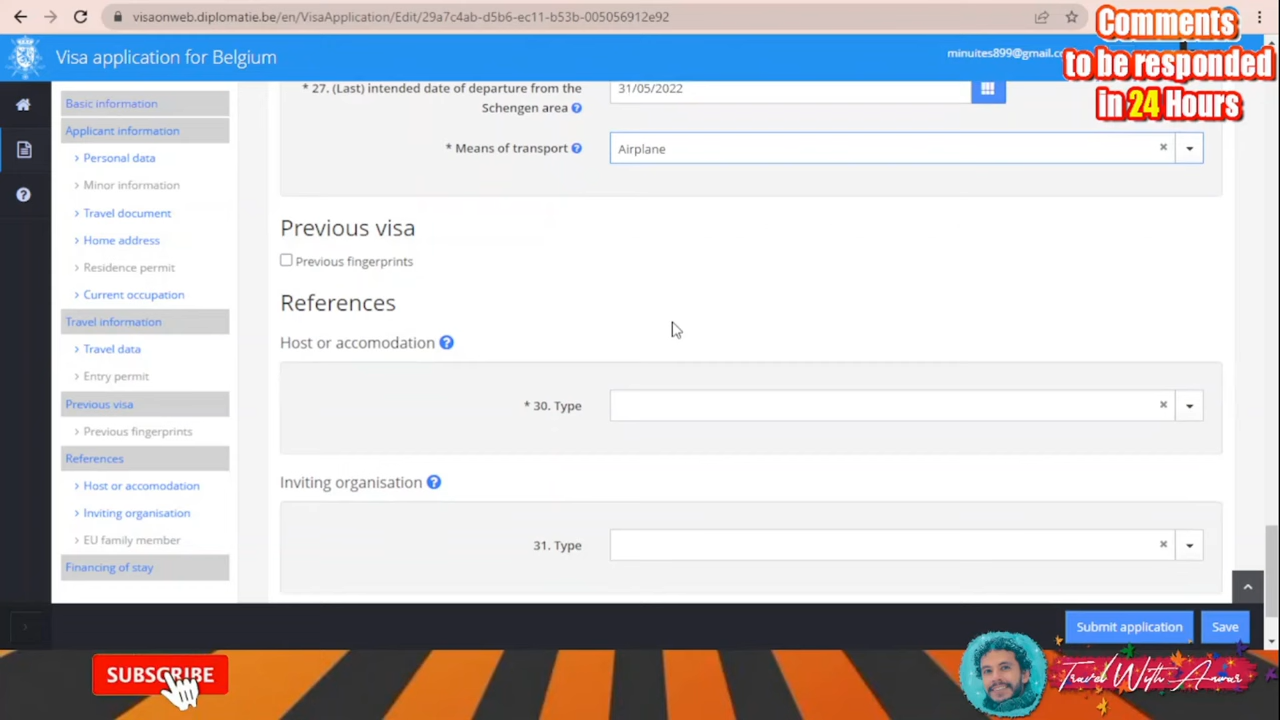 visaonweb.diplomatie.be/en/VisaApplication/Edit/29a7c4ab-d5b6-ec11-b53b-005056912e92
Comments
to be responded
in 24 Hours
Visa application for Belgium
minuites899@gmail.co
Basic information
Applicant information
Personal data
Minor information
Travel document
Home address
Residence permit
Current occupation
Travel information
Travel data
Entry permit
Previous visa
Previous fingerprints
References
Host or accomodation
Inviting organisation
EU family member
Financing of stay
* 27. (Last) intended date of departure from the
Schengen area
31/05/2022
* Means of transport
Airplane
Previous visa
Previous fingerprints
References
Host or accomodation
* 30. Type
Inviting organisation
31. Type
Submit application
Save
SUBSCRIBE
Travel With Anwar